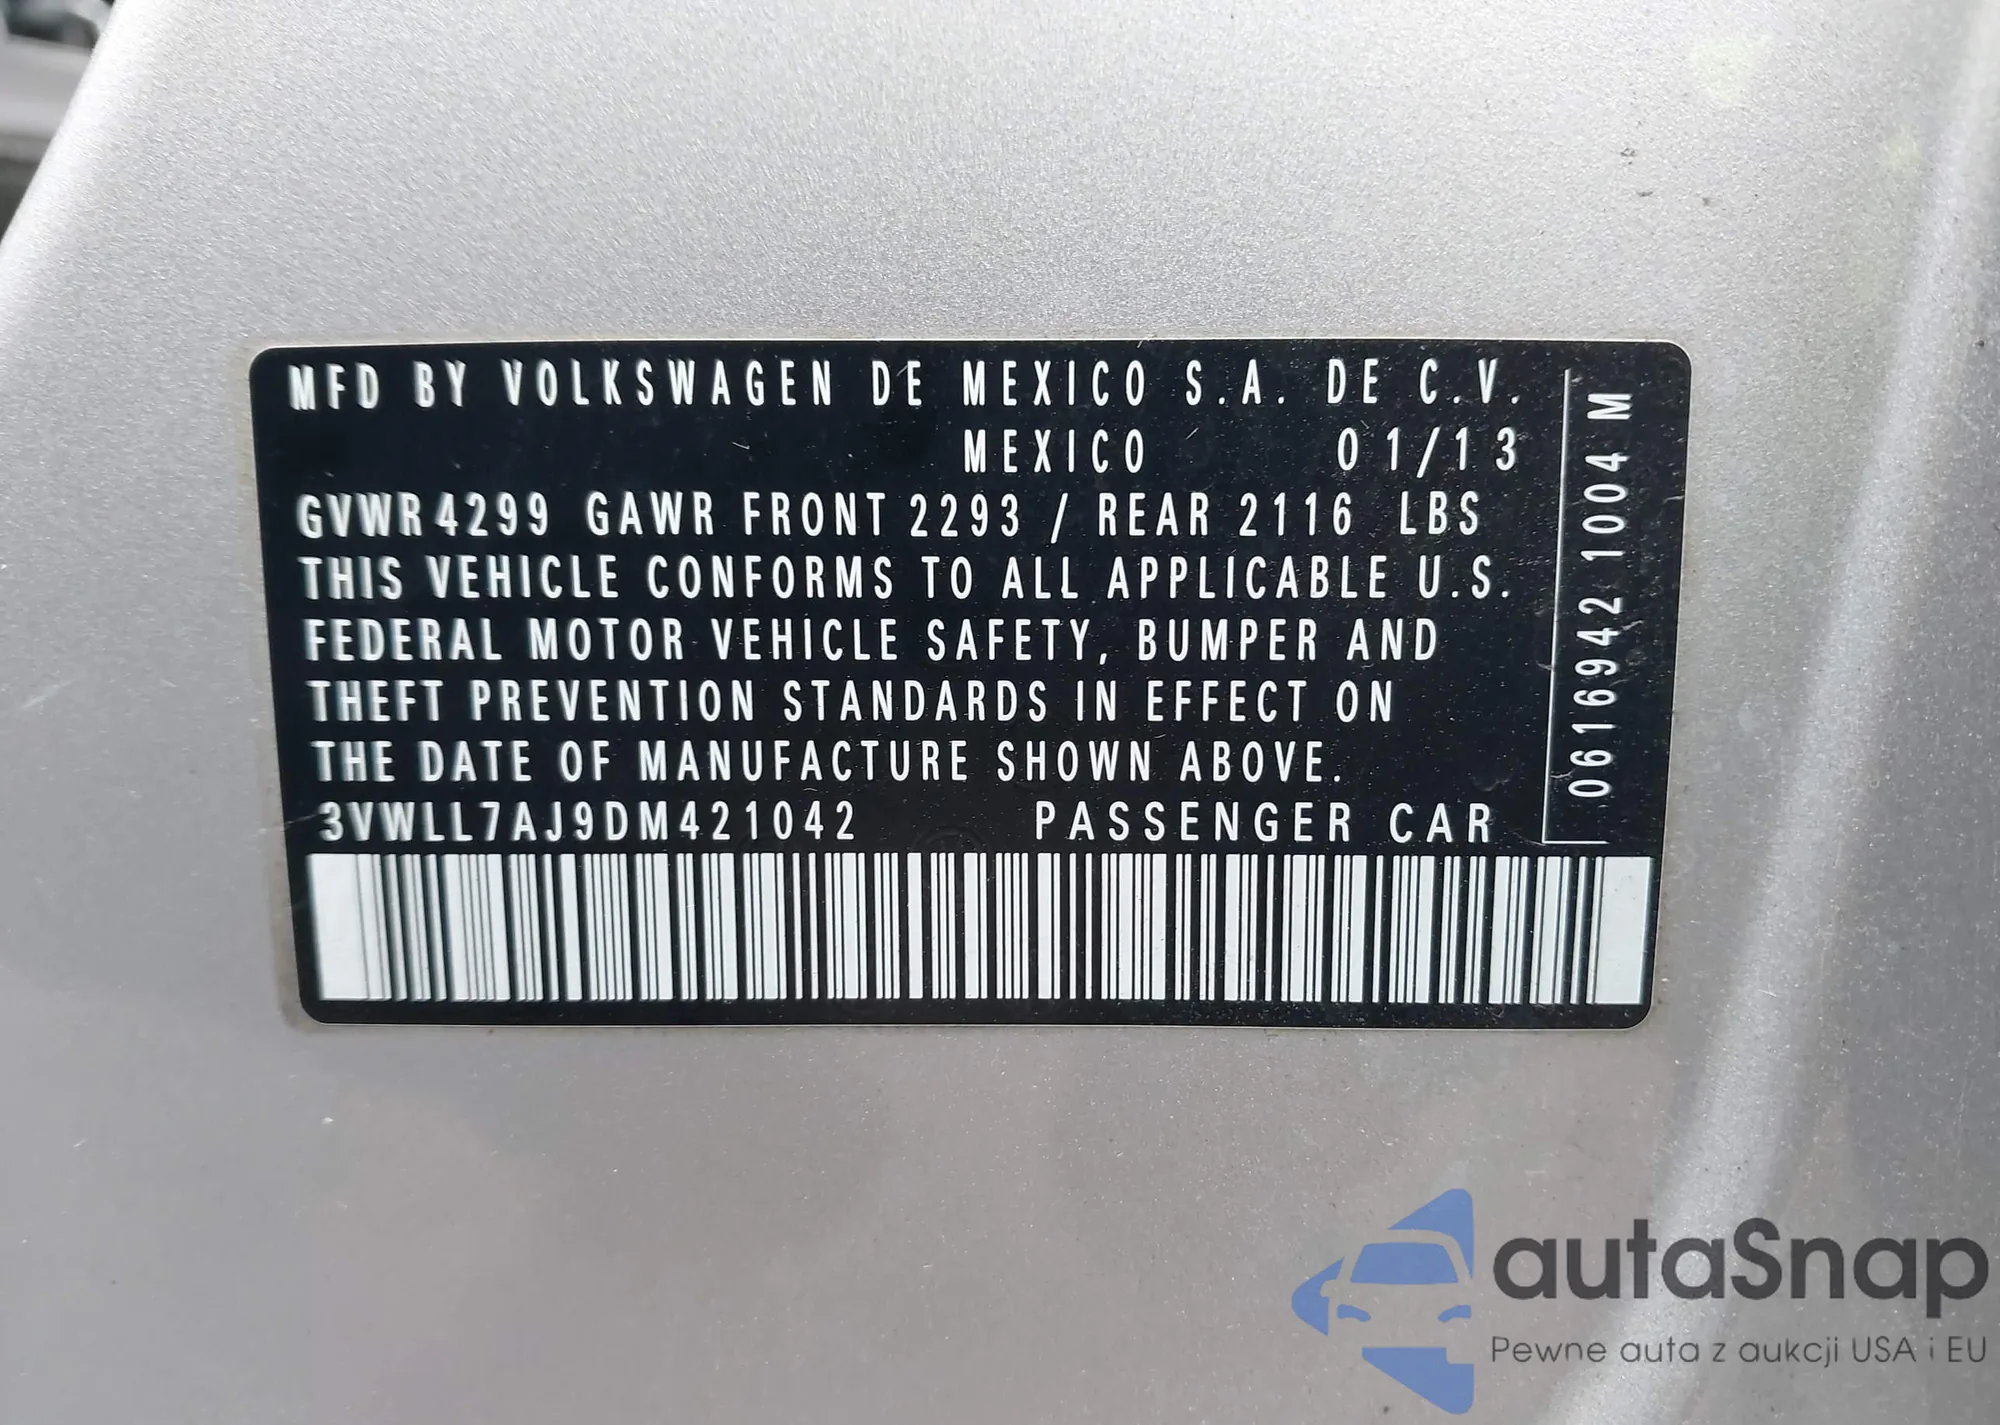 MFD BY VOLKSWAGEN DE MEXICO S.A. DE C.V.
MEXICO 01/13
GVWR 4299 GAWR FRONT 2293 / REAR 2116 LBS
THIS VEHICLE CONFORMS TO ALL APPLICABLE U.S.
FEDERAL MOTOR VEHICLE SAFETY, BUMPER AND
THEFT PREVENTION STANDARDS IN EFFECT ON
THE DATE OF MANUFACTURE SHOWN ABOVE.
3VWLL7AJ9DM421042 PASSENGER CAR
0616942 1004 M
autaSnap
Pewne auta z aukcji USA i EU